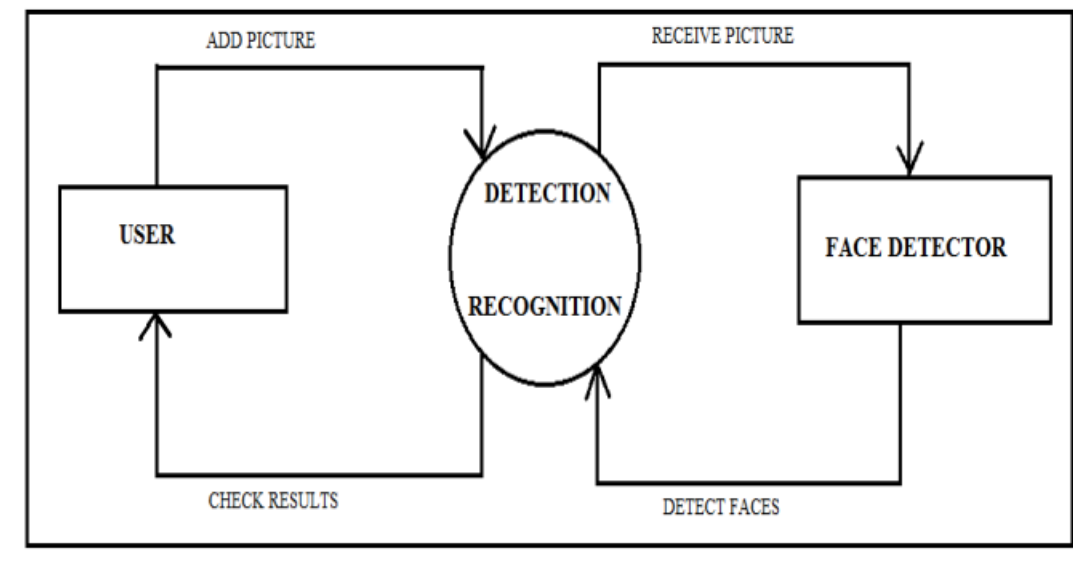 ADD PICTURE
RECEIVE PICTURE
DETECTION
USER
FACE DETECTOR
RECOGNITION
CHECK RESULTS
DETECT FACES